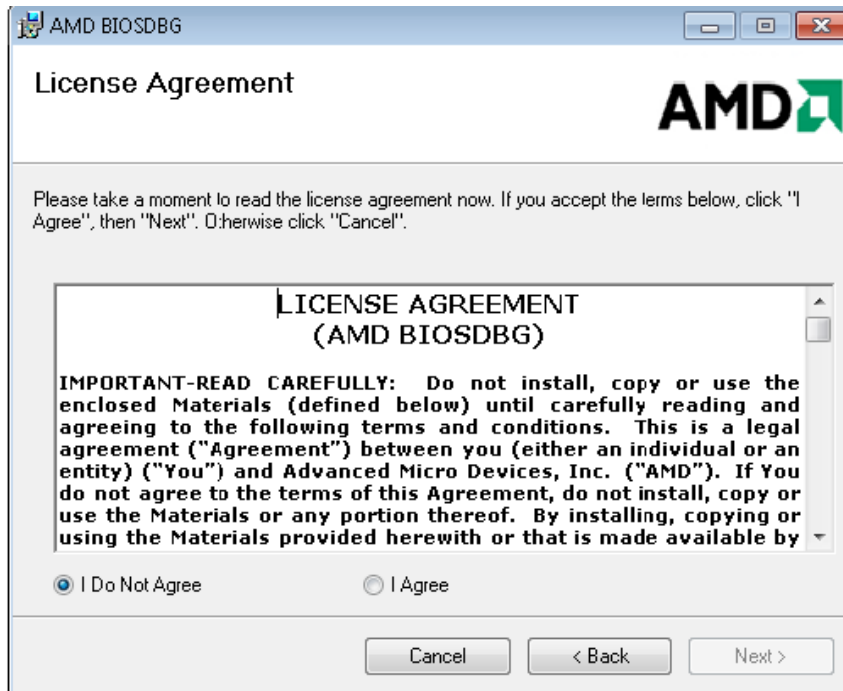 AMD BIOSDBG
License Agreement
AMD
Please take a moment to read the license agreement now. If you accept the terms below, click "I
Agree", then "Next". Otherwise click "Cancel".
LICENSE AGREEMENT
(AMD BIOSDBG)
IMPORTANT-READ CAREFULLY: Do not install, copy or use the
enclosed Materials (defined below) until carefully reading and
agreeing to the following terms and conditions. This is a legal
agreement ("Agreement") between you (either an individual or an
entity) ("You") and Advanced Micro Devices, Inc. ("AMD"). If You
do not agree to the terms of this Agreement, do not install, copy or
use the Materials or any portion thereof. By installing, copying or
using the Materials provided herewith or that is made available by
I Do Not Agree
I Agree
Cancel
< Back
Next >